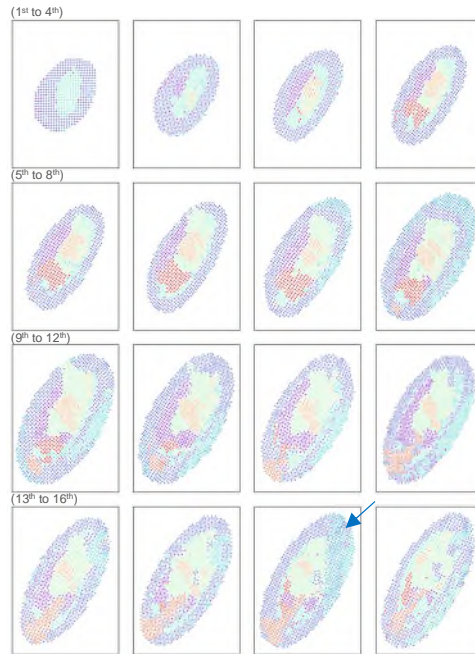 (1st to 4th)
(5th to 8th)
(9th to 12th)
(13th to 16th)